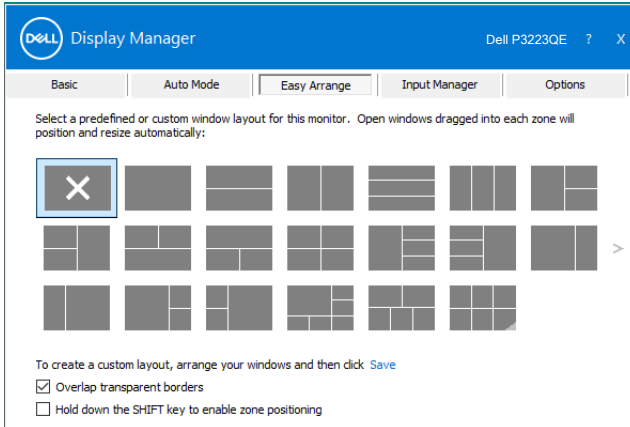 DELL Display Manager Dell P3223QE ? X
Basic Auto Mode Easy Arrange Input Manager Options
Select a predefined or custom window layout for this monitor. Open windows dragged into each zone will
position and resize automatically:
>
To create a custom layout, arrange your windows and then click Save
Overlap transparent borders
Hold down the SHIFT key to enable zone positioning